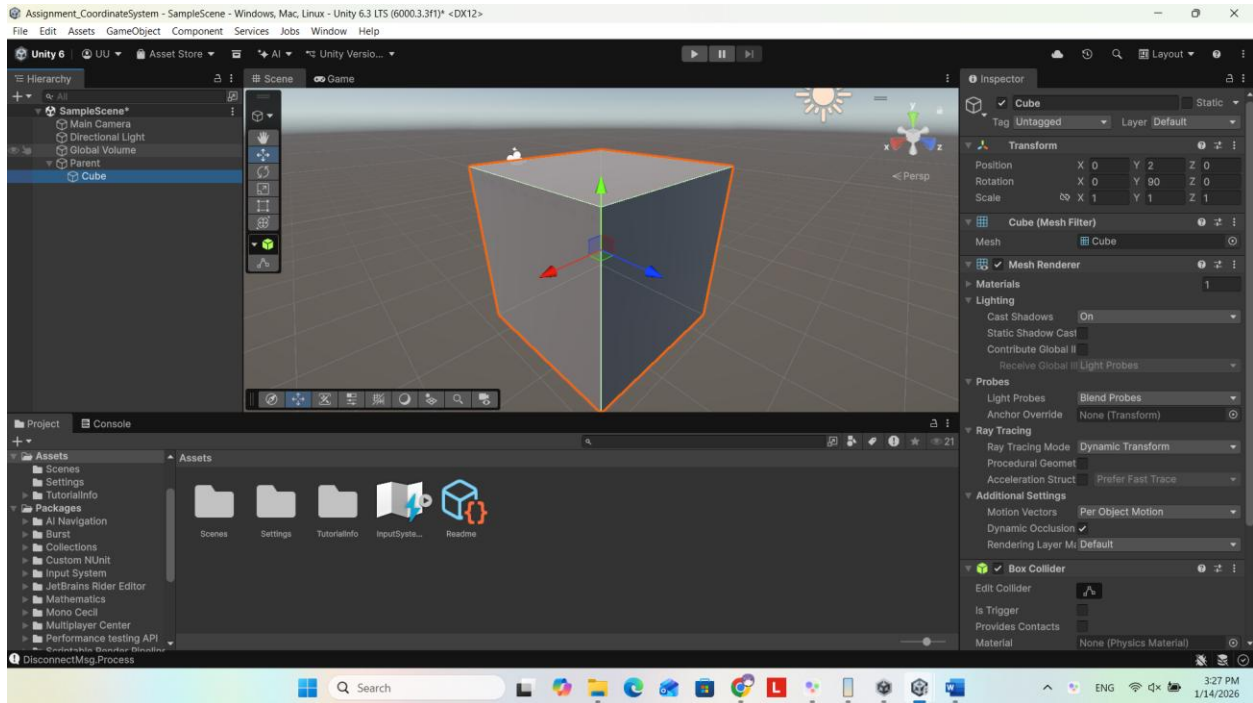 Assignment_CoordinateSystem - SampleScene - Windows, Mac, Linux - Unity 6.3 LTS (6000.3.3f1)* <DX12>
File Edit Assets GameObject Component Services Jobs Window Help
Unity 6 UU Asset Store AI Unity Versio... Layout
Hierarchy
All
SampleScene*
Main Camera
Directional Light
Global Volume
Parent
Cube
Scene Game
y
x z
Persp
Inspector
Cube Static
Tag Untagged Layer Default
Transform
Position X 0 Y 2 Z 0
Rotation X 0 Y 90 Z 0
Scale X 1 Y 1 Z 1
Cube (Mesh Filter)
Mesh Cube
Mesh Renderer
Materials 1
Lighting
Cast Shadows On
Static Shadow Cast
Contribute Global Il
Receive Global Ill Light Probes
Probes
Light Probes Blend Probes
Anchor Override None (Transform)
Ray Tracing
Ray Tracing Mode Dynamic Transform
Procedural Geomet
Acceleration Struct Prefer Fast Trace
Additional Settings
Motion Vectors Per Object Motion
Dynamic Occlusion
Rendering Layer Ma Default
Box Collider
Edit Collider
Is Trigger
Provides Contacts
Material None (Physics Material)
Project Console
21
Assets
Scenes
Settings
TutorialInfo
Packages
AI Navigation
Burst
Collections
Custom NUnit
Input System
JetBrains Rider Editor
Mathematics
Mono Cecil
Multiplayer Center
Performance testing API
Scriptable Render Pipeline
Assets
Scenes Settings TutorialInfo InputSyste... Readme
DisconnectMsg.Process
Search
ENG
3:27 PM
1/14/2026